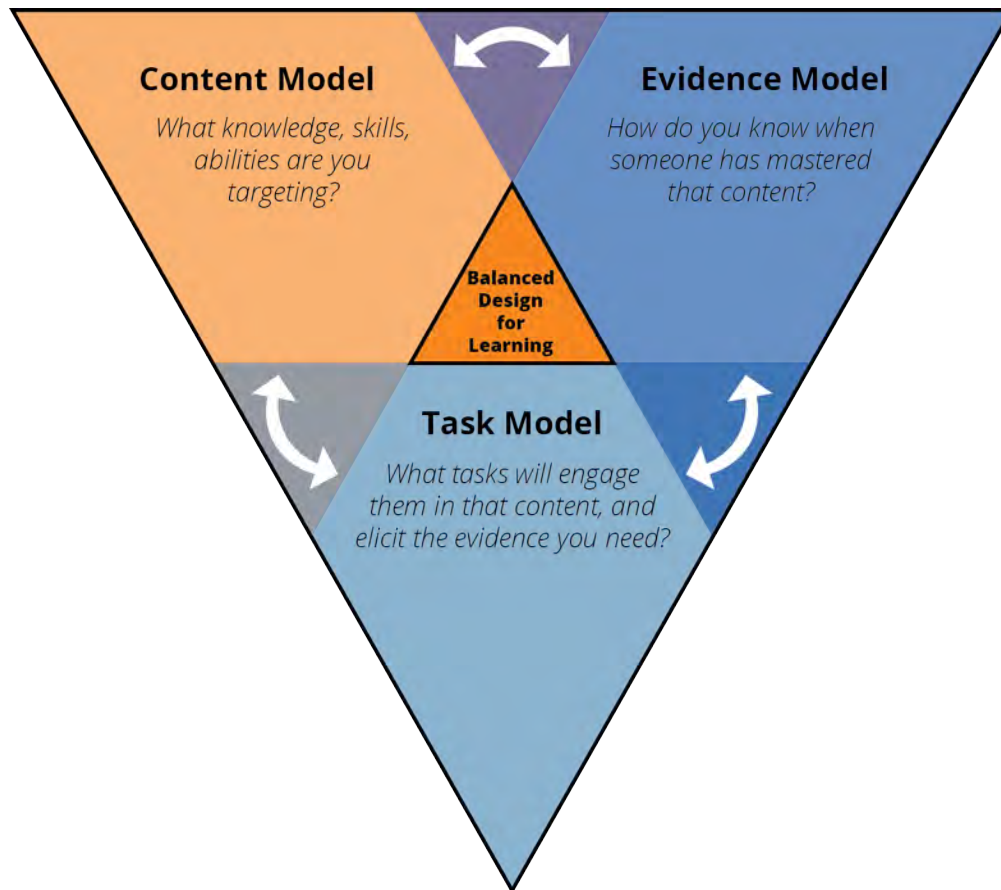 Content Model
What knowledge, skills,
abilities are you
targeting?
Evidence Model
How do you know when
someone has mastered
that content?
Balanced
Design
for
Learning
Task Model
What tasks will engage
them in that content, and
elicit the evidence you need?